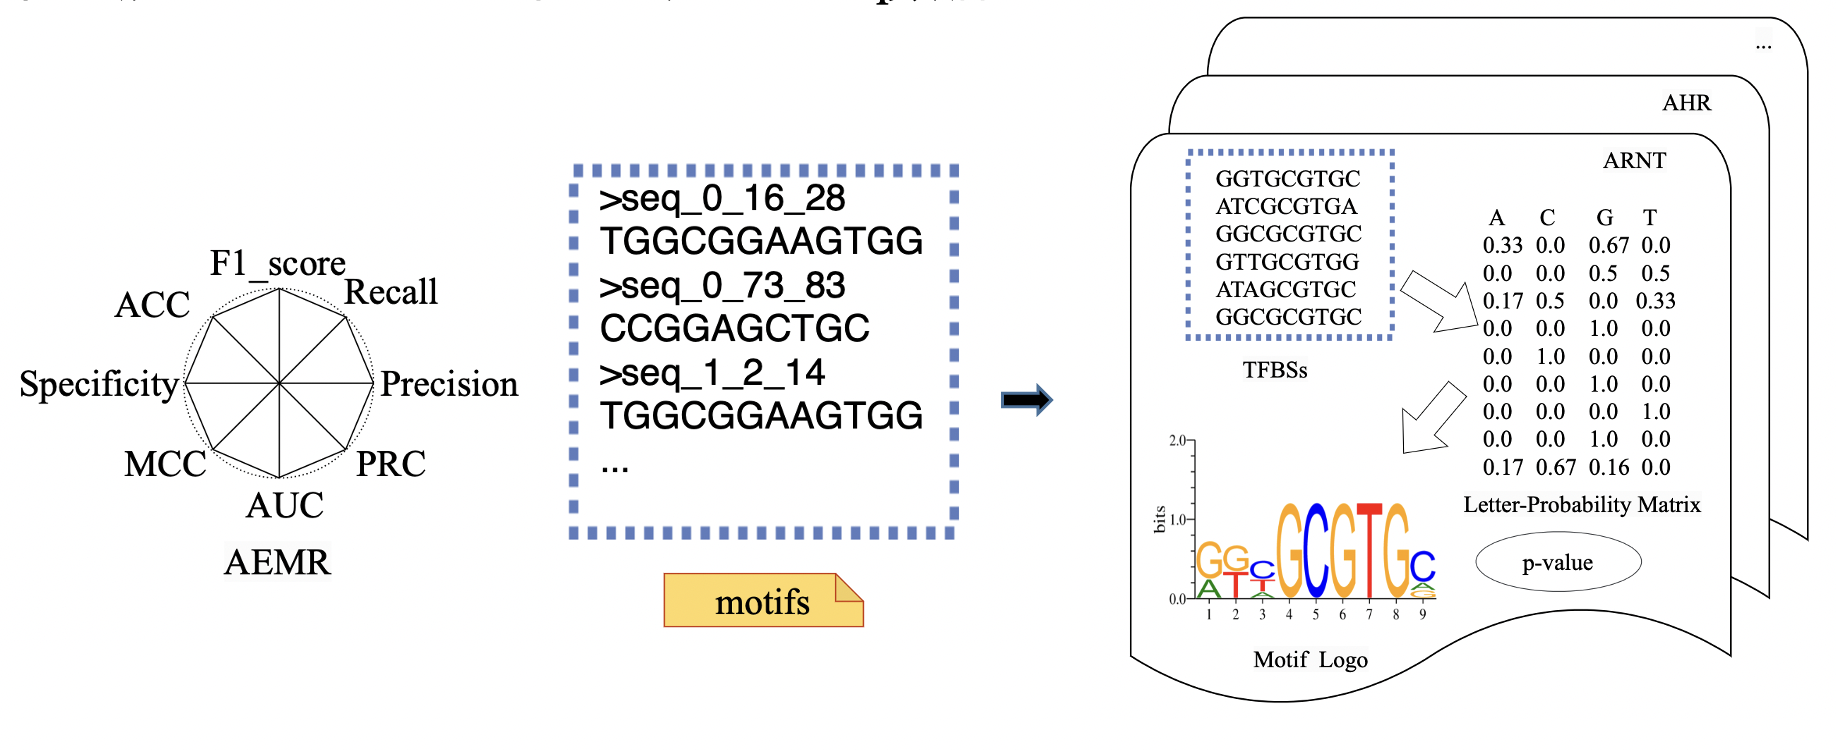 F1_score
ACC
Recall
Specificity
Precision
MCC
PRC
AUC
AEMR
>seq_0_16_28
TGGCGGAAGTGG
>seq_0_73_83
CCGGAGCTGC
>seq_1_2_14
TGGCGGAAGTGG
...
motifs
...
AHR
ARNT
GGTGCGTGC
ATCGCGTGA
GGCGCGTGC
GTTGCGTGG
ATAGCGTGC
GGCGCGTGC
TFBSs
A C G T
0.33 0.0 0.67 0.0
0.0 0.0 0.5 0.5
0.17 0.5 0.0 0.33
0.0 0.0 1.0 0.0
0.0 1.0 0.0 0.0
0.0 0.0 1.0 0.0
0.0 0.0 0.0 1.0
0.0 0.0 1.0 0.0
0.17 0.67 0.16 0.0
Letter-Probability Matrix
p-value
2.0
1.0
0.0
bits
GGCGCGTGC
ATTA
AG
1 2 3 4 5 6 7 8 9
Motif Logo